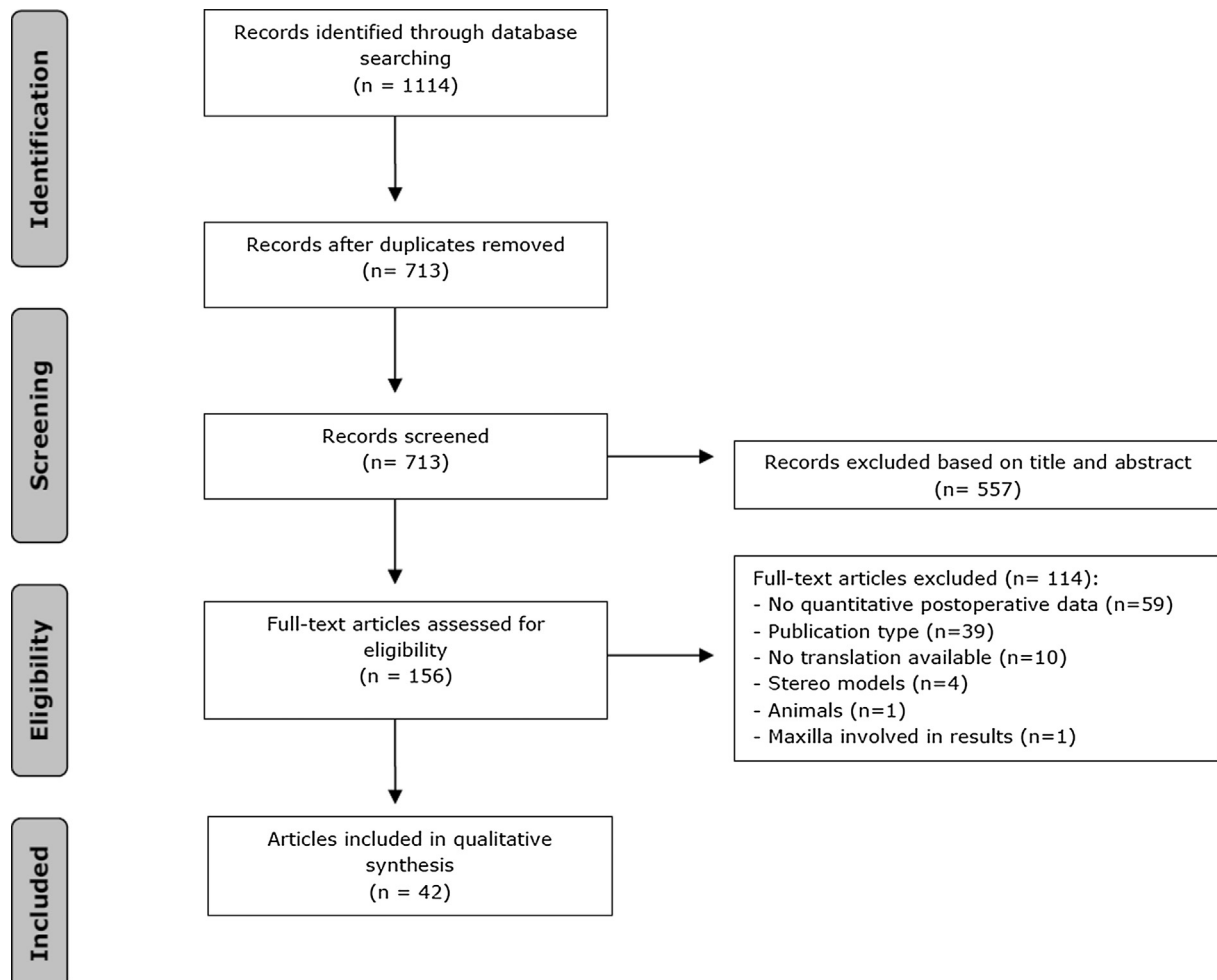 Identification
Records identified through database
searching
(n = 1114)
Records after duplicates removed
(n= 713)
Screening
Records screened
(n= 713)
Records excluded based on title and abstract
(n= 557)
Eligibility
Full-text articles assessed for
eligibility
(n = 156)
Full-text articles excluded (n= 114):
- No quantitative postoperative data (n=59)
- Publication type (n=39)
- No translation available (n=10)
- Stereo models (n=4)
- Animals (n=1)
- Maxilla involved in results (n=1)
Included
Articles included in qualitative
synthesis
(n = 42)